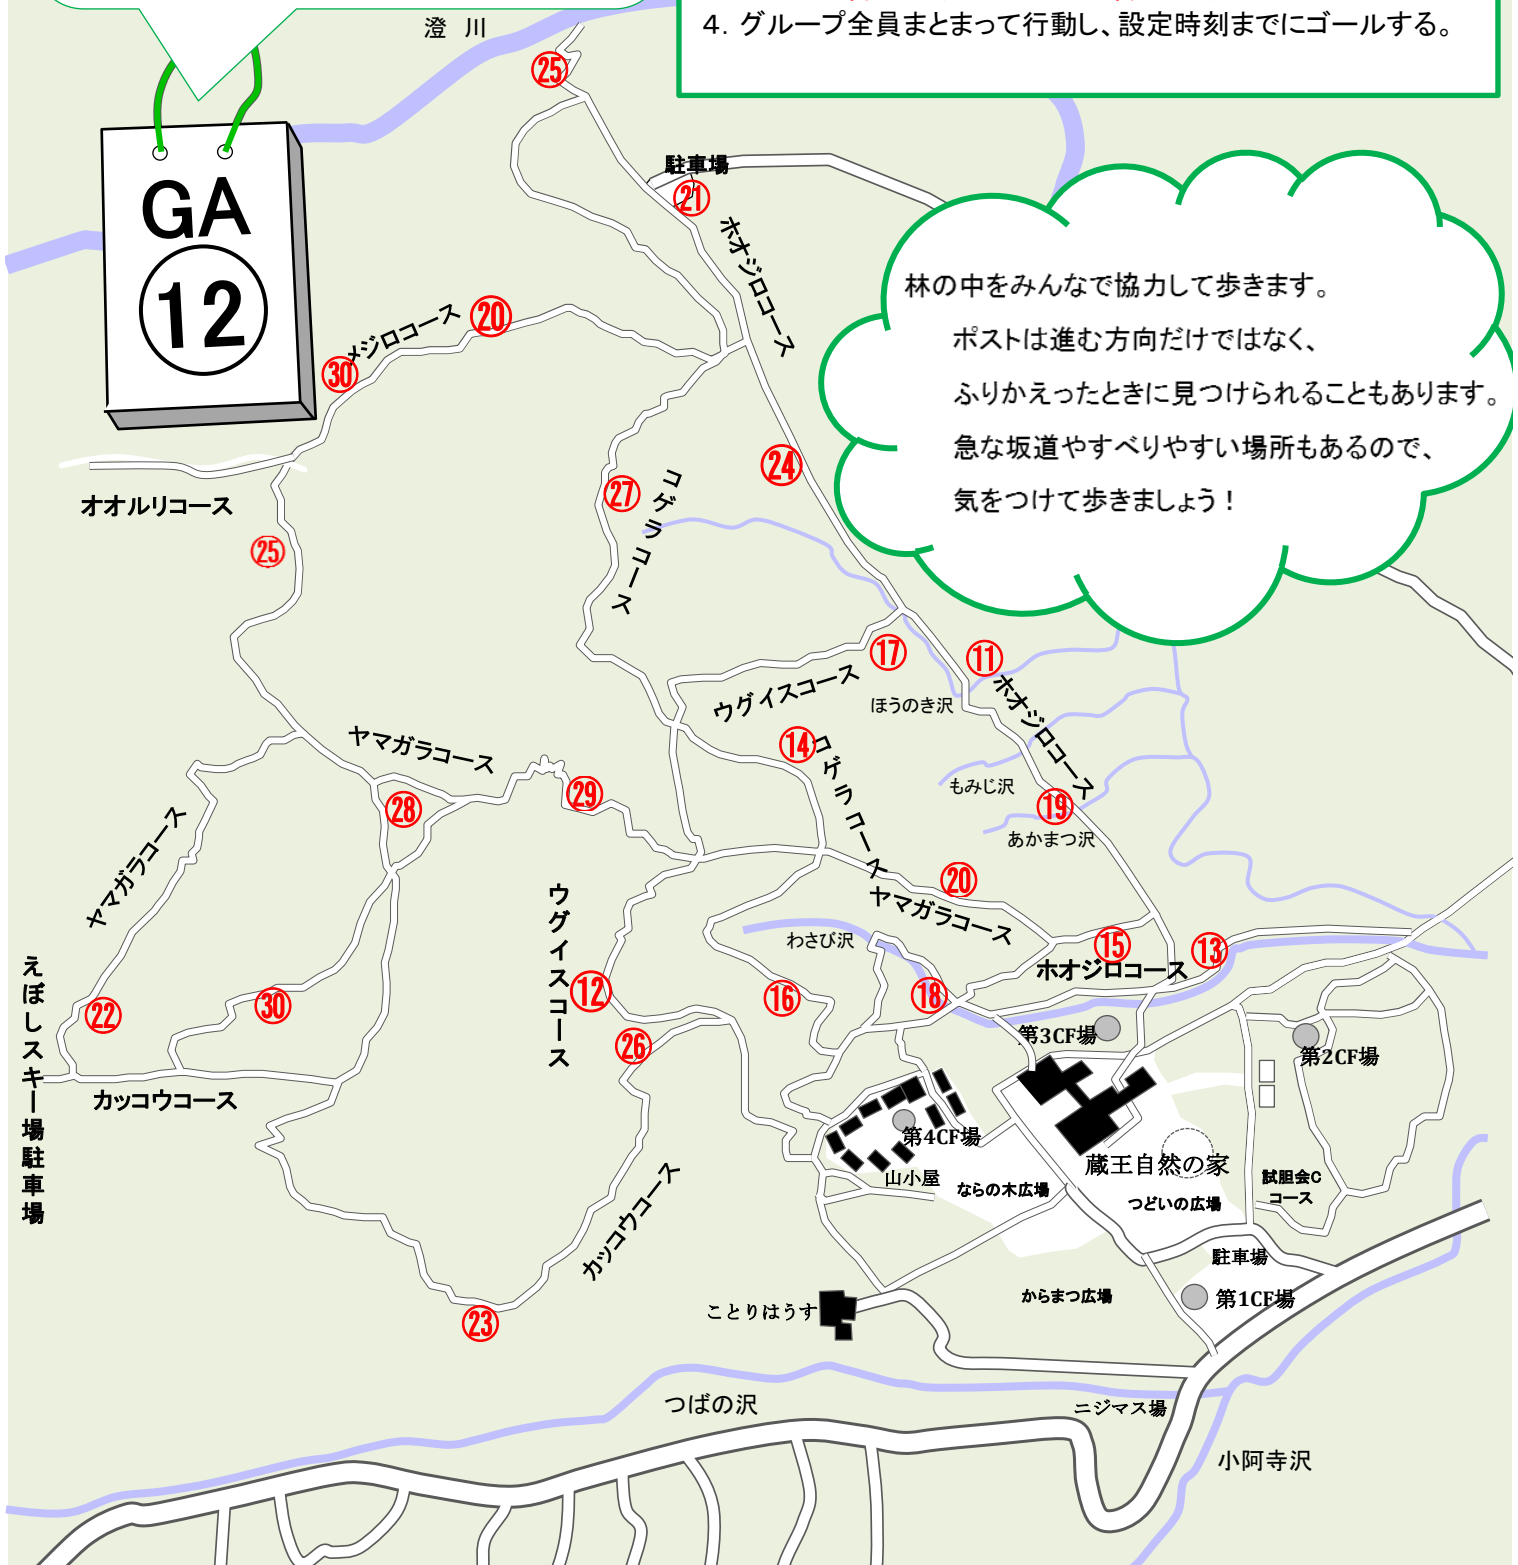 澄 川
4．グループ全員まとまって行動し、設定時刻までにゴールする。
㉕
駐車場
㉑
GA
12
ホオジロコース
林の中をみんなで協力して歩きます。
ポストは進む方向だけではなく、
ふりかえったときに見つけられることもあります。
急な坂道やすべりやすい場所もあるので、
気をつけて歩きましょう！
メジロコース
⑳
㉚
㉔
オオルリコース
㉗
コゲラコース
㉕
⑰
⑪
ウグイスコース
ほうのき沢
ホオジロコース
ヤマガラコース
⑭
コゲラコース
もみじ沢
㉘
㉙
⑲
あかまつ沢
ヤマガラコース
⑳
ウグイスコース
ヤマガラコース
わさび沢
⑮
⑬
ホオジロコース
えぼしスキー場駐車場
㉒
㉚
⑫
⑯
⑱
㉖
第3CF場
第2CF場
カッコウコース
第4CF場
蔵王自然の家
山小屋
ならの木広場
つどいの広場
試胆会C
コース
カッコウコース
駐車場
からまつ広場
第1CF場
ことりはうす
㉓
つばの沢
ニジマス場
小阿寺沢